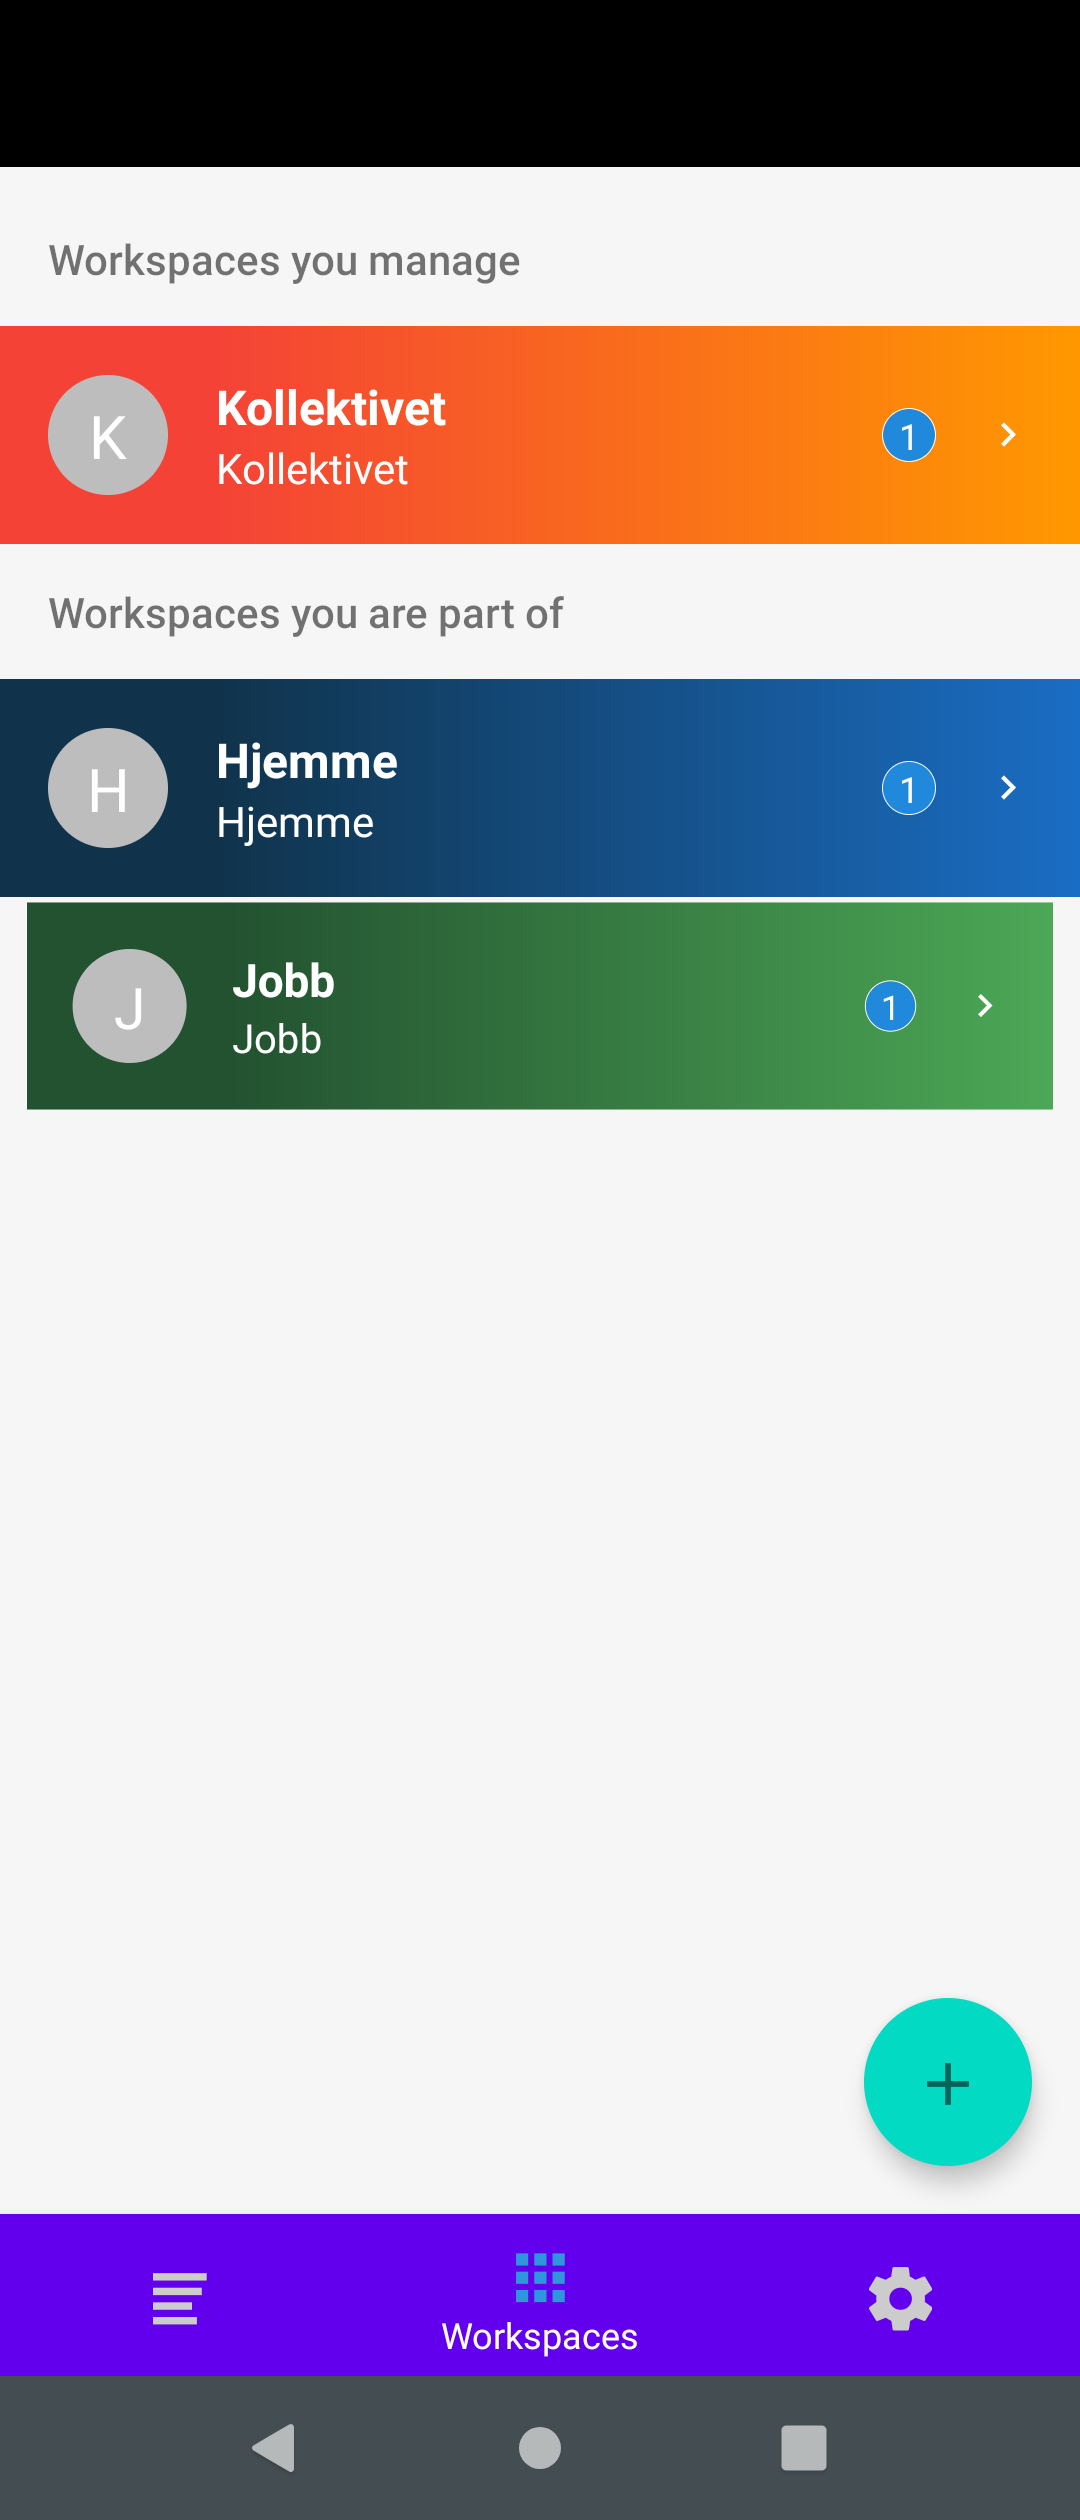 Workspaces you manage
K
Kollektivet
Kollektivet
1
Workspaces you are part of
H
Hjemme
Hjemme
1
J
Jobb
Jobb
1
Workspaces